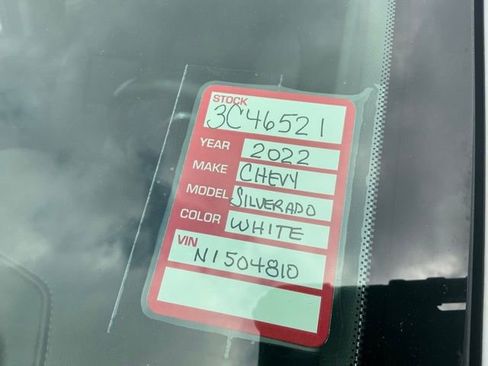 STOCK
3C46521
YEAR 2022
MAKE CHEVY
MODEL SILVERADO
COLOR WHITE
VIN
N1504810